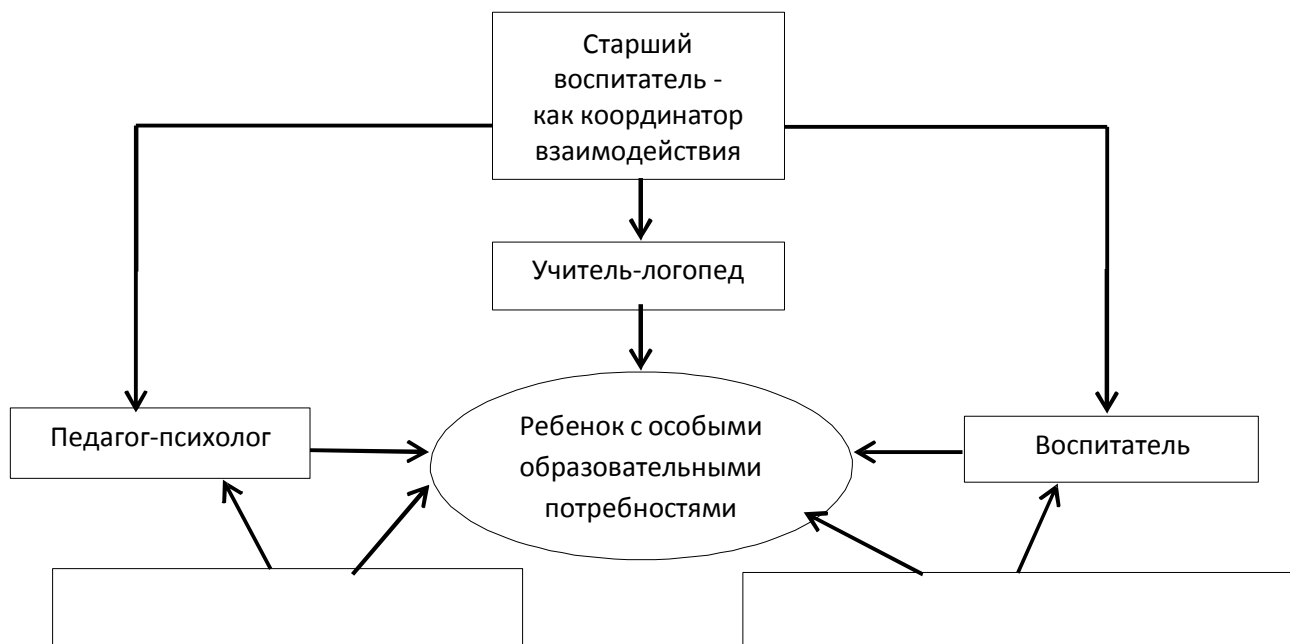 Старший
воспитатель -
как координатор
взаимодействия
Учитель-логопед
Педагог-психолог
Ребенок с особыми
образовательными
потребностями
Воспитатель